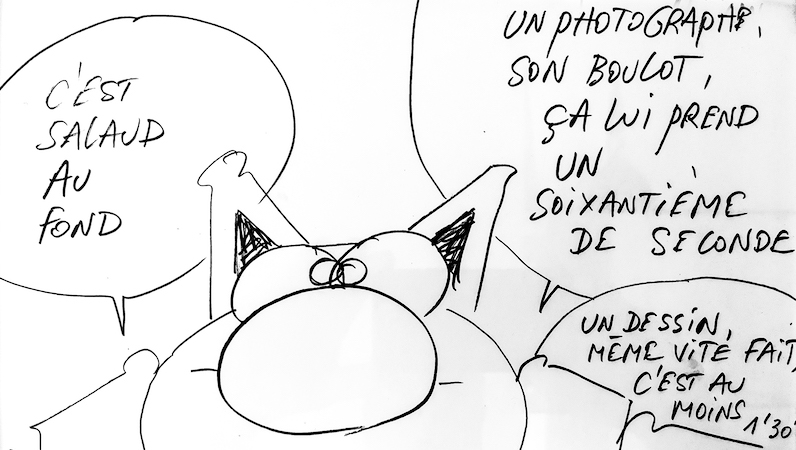 C'EST
SALAUD
AU
FOND
UN PHOTOGRAPHE,
SON BOULOT,
ÇA LUI PREND
UN
SOIXANTIÈME
DE SECONDE
UN DESSIN,
MÊME VITE FAIT,
C'EST AU
MOINS 1'30'